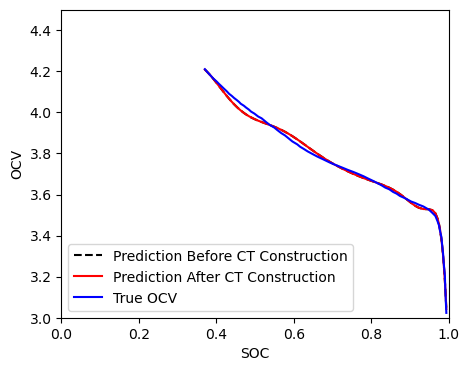 4.4
4.2
4.0
3.8
3.6
3.4
3.2
3.0
OCV
Prediction Before CT Construction
Prediction After CT Construction
True OCV
0.0 0.2 0.4 0.6 0.8 1.0
SOC